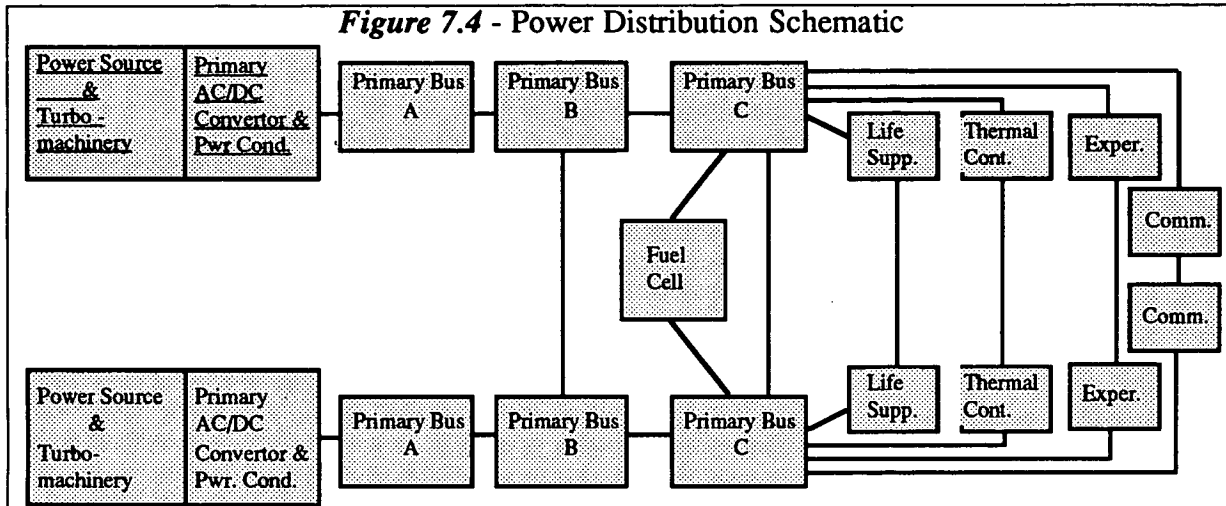 Figure 7.4 - Power Distribution Schematic
Power Source
&
Turbo -
machinery
Primary
AC/DC
Convertor &
Pwr Cond.
Primary Bus
A
Primary Bus
B
Primary Bus
C
Life
Supp.
Thermal
Cont.
Exper.
Comm.
Fuel
Cell
Comm.
Power Source
&
Turbo-
machinery
Primary
AC/DC
Convertor &
Pwr. Cond.
Primary Bus
A
Primary Bus
B
Primary Bus
C
Life
Supp.
Thermal
Cont.
Exper.